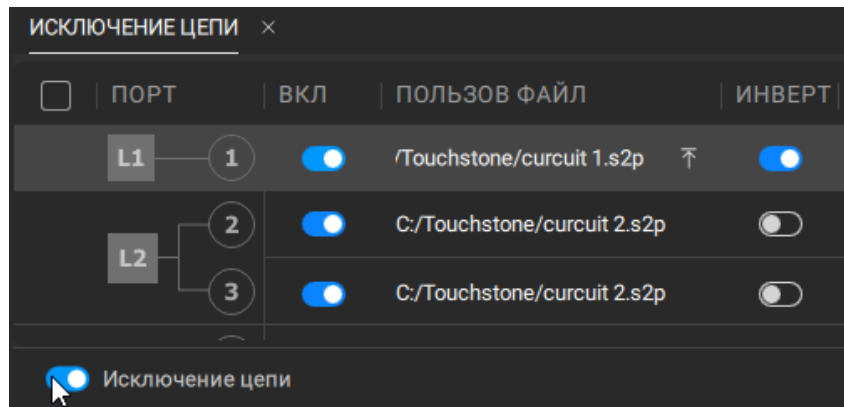 ИСКЛЮЧЕНИЕ ЦЕПИ ×
ПОРТ ВКЛ ПОЛЬЗОВ ФАЙЛ ИНВЕРТ
L1 1 /Touchstone/curcuit 1.s2p
2 C:/Touchstone/curcuit 2.s2p
L2
3 C:/Touchstone/curcuit 2.s2p
Исключение цепи